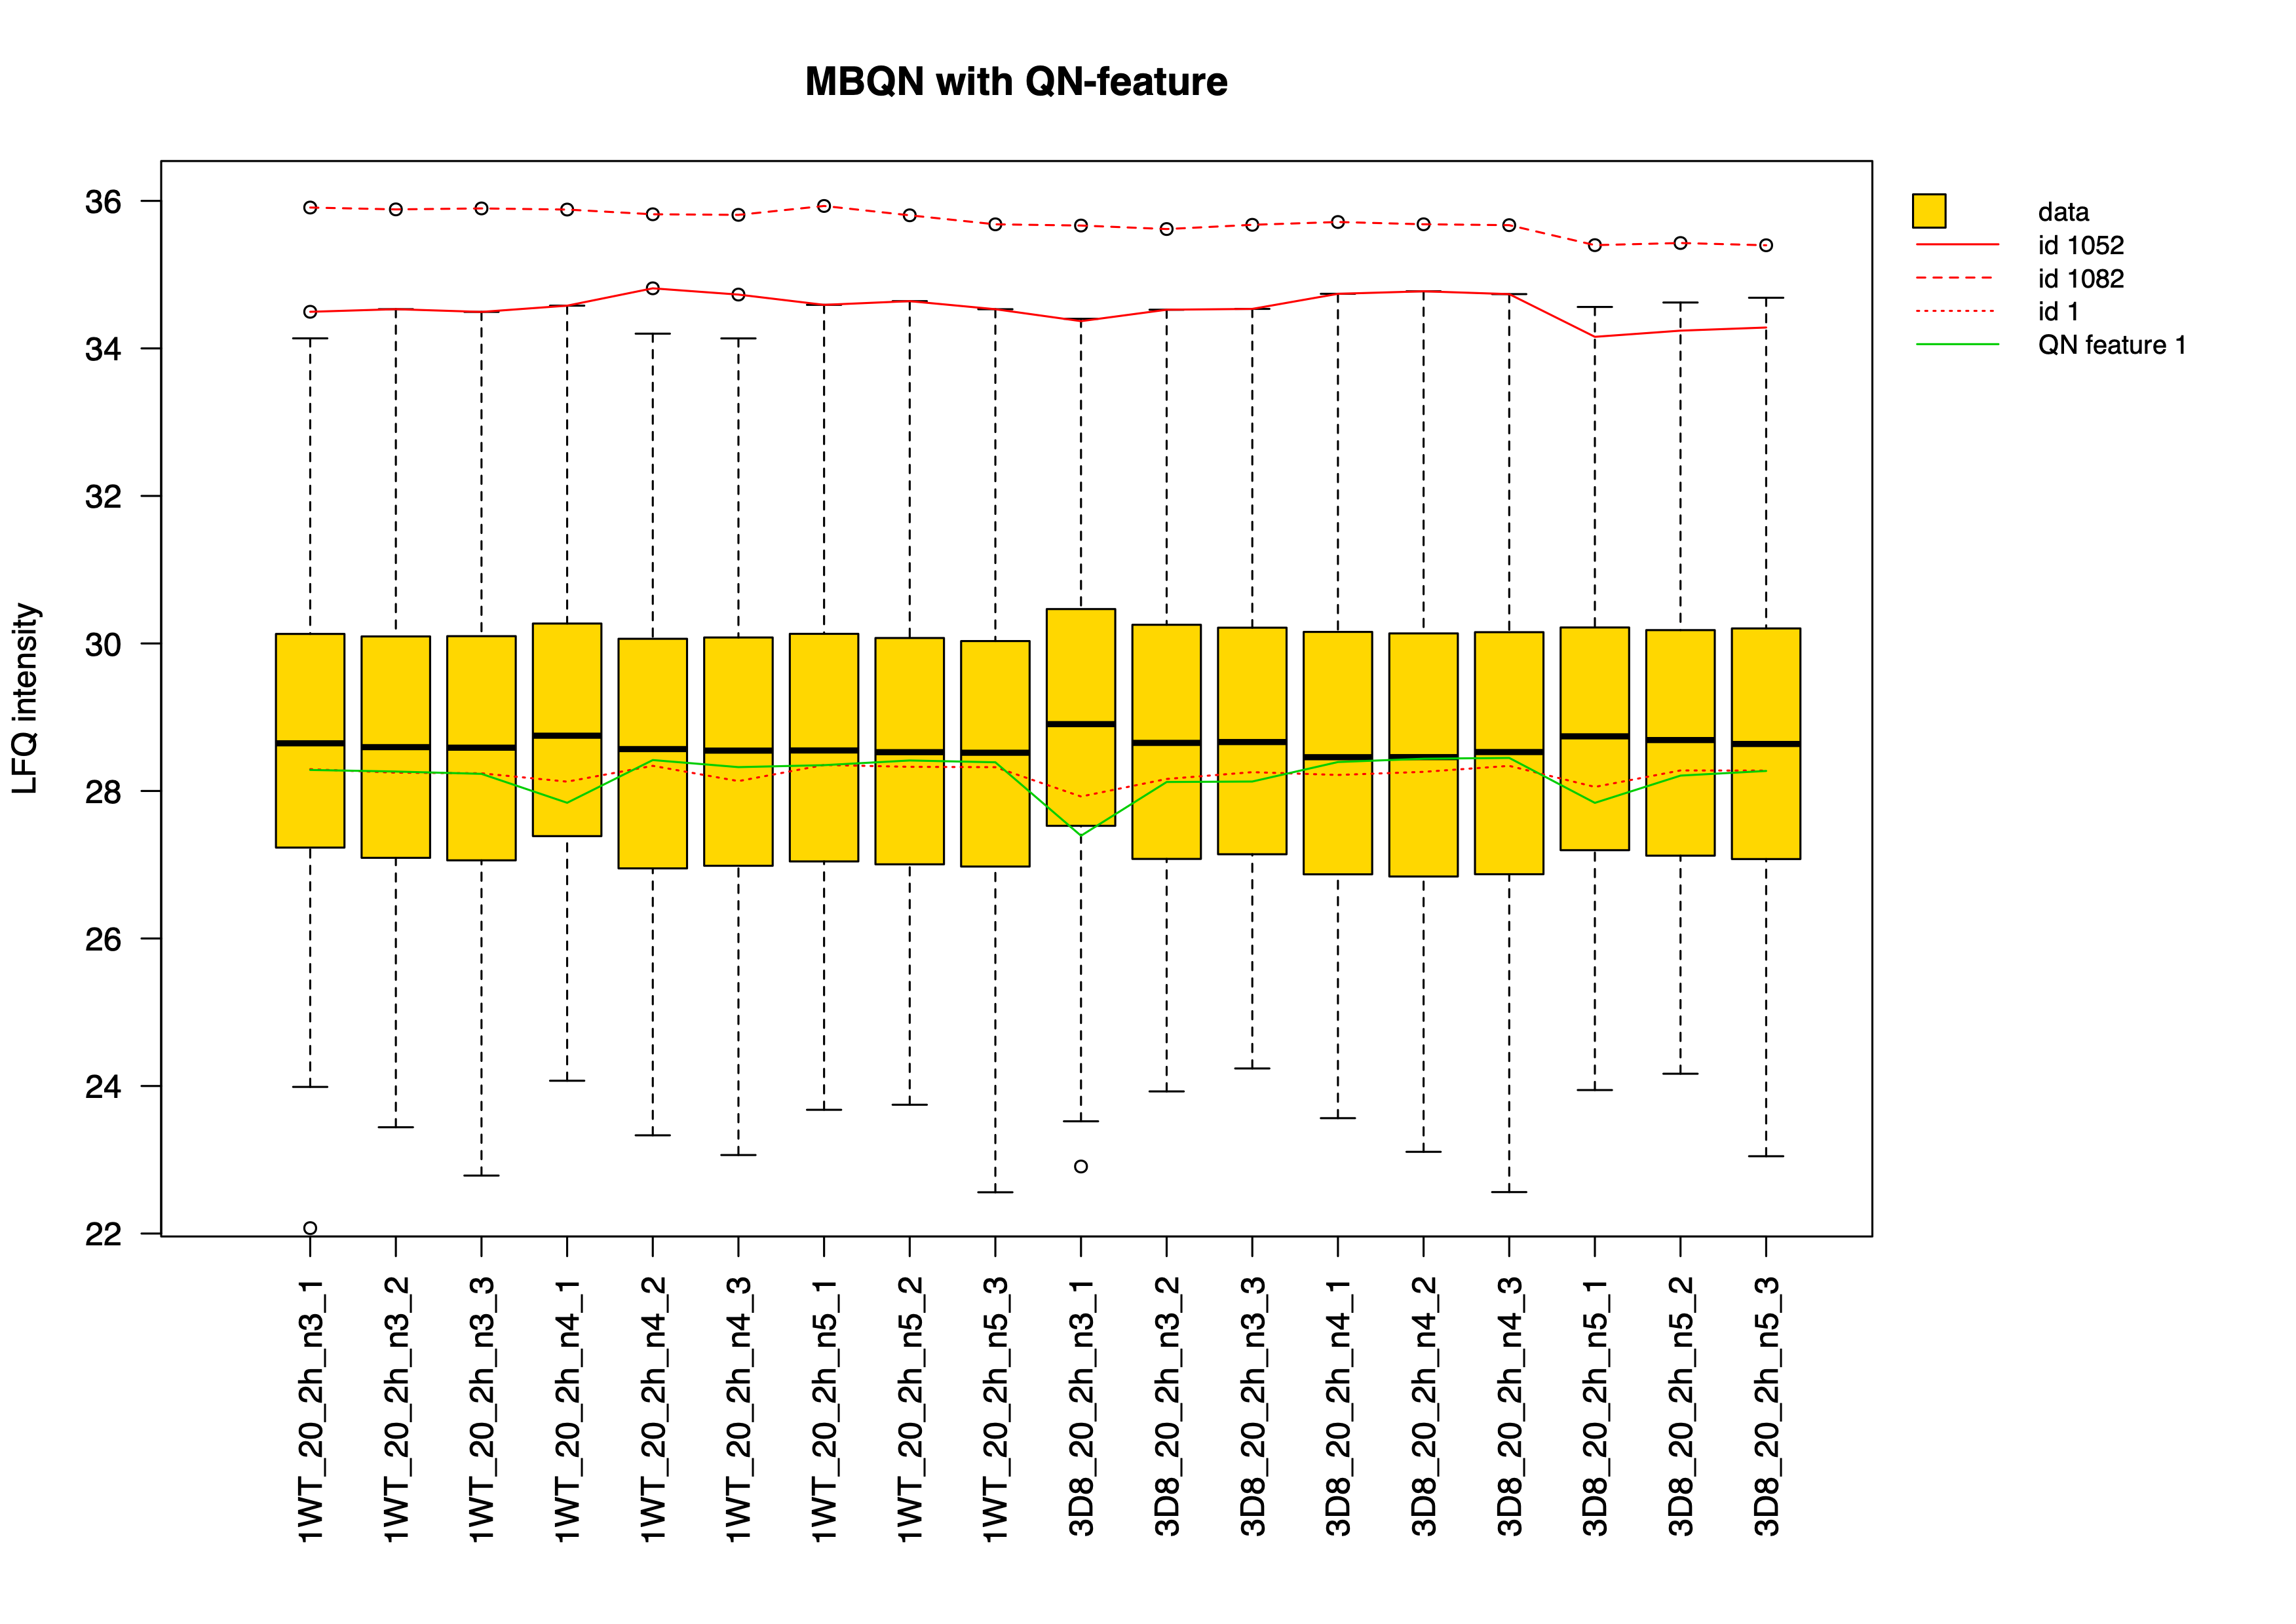 MBQN with QN-feature
36
34
32
30
28
26
24
22
LFQ intensity
data
id 1052
id 1082
id 1
QN feature 1
1WT_20_2h_n3_1
1WT_20_2h_n3_2
1WT_20_2h_n3_3
1WT_20_2h_n4_1
1WT_20_2h_n4_2
1WT_20_2h_n4_3
1WT_20_2h_n5_1
1WT_20_2h_n5_2
1WT_20_2h_n5_3
3D8_20_2h_n3_1
3D8_20_2h_n3_2
3D8_20_2h_n3_3
3D8_20_2h_n4_1
3D8_20_2h_n4_2
3D8_20_2h_n4_3
3D8_20_2h_n5_1
3D8_20_2h_n5_2
3D8_20_2h_n5_3